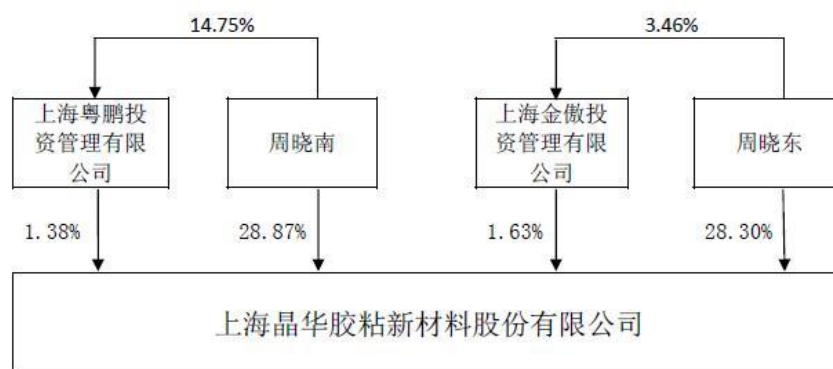 14.75%
3.46%
上海粤鹏投
资管理有限
公司
周晓南
上海金傲投
资管理有限
公司
周晓东
1.38%
28.87%
1.63%
28.30%
上海晶华胶粘新材料股份有限公司